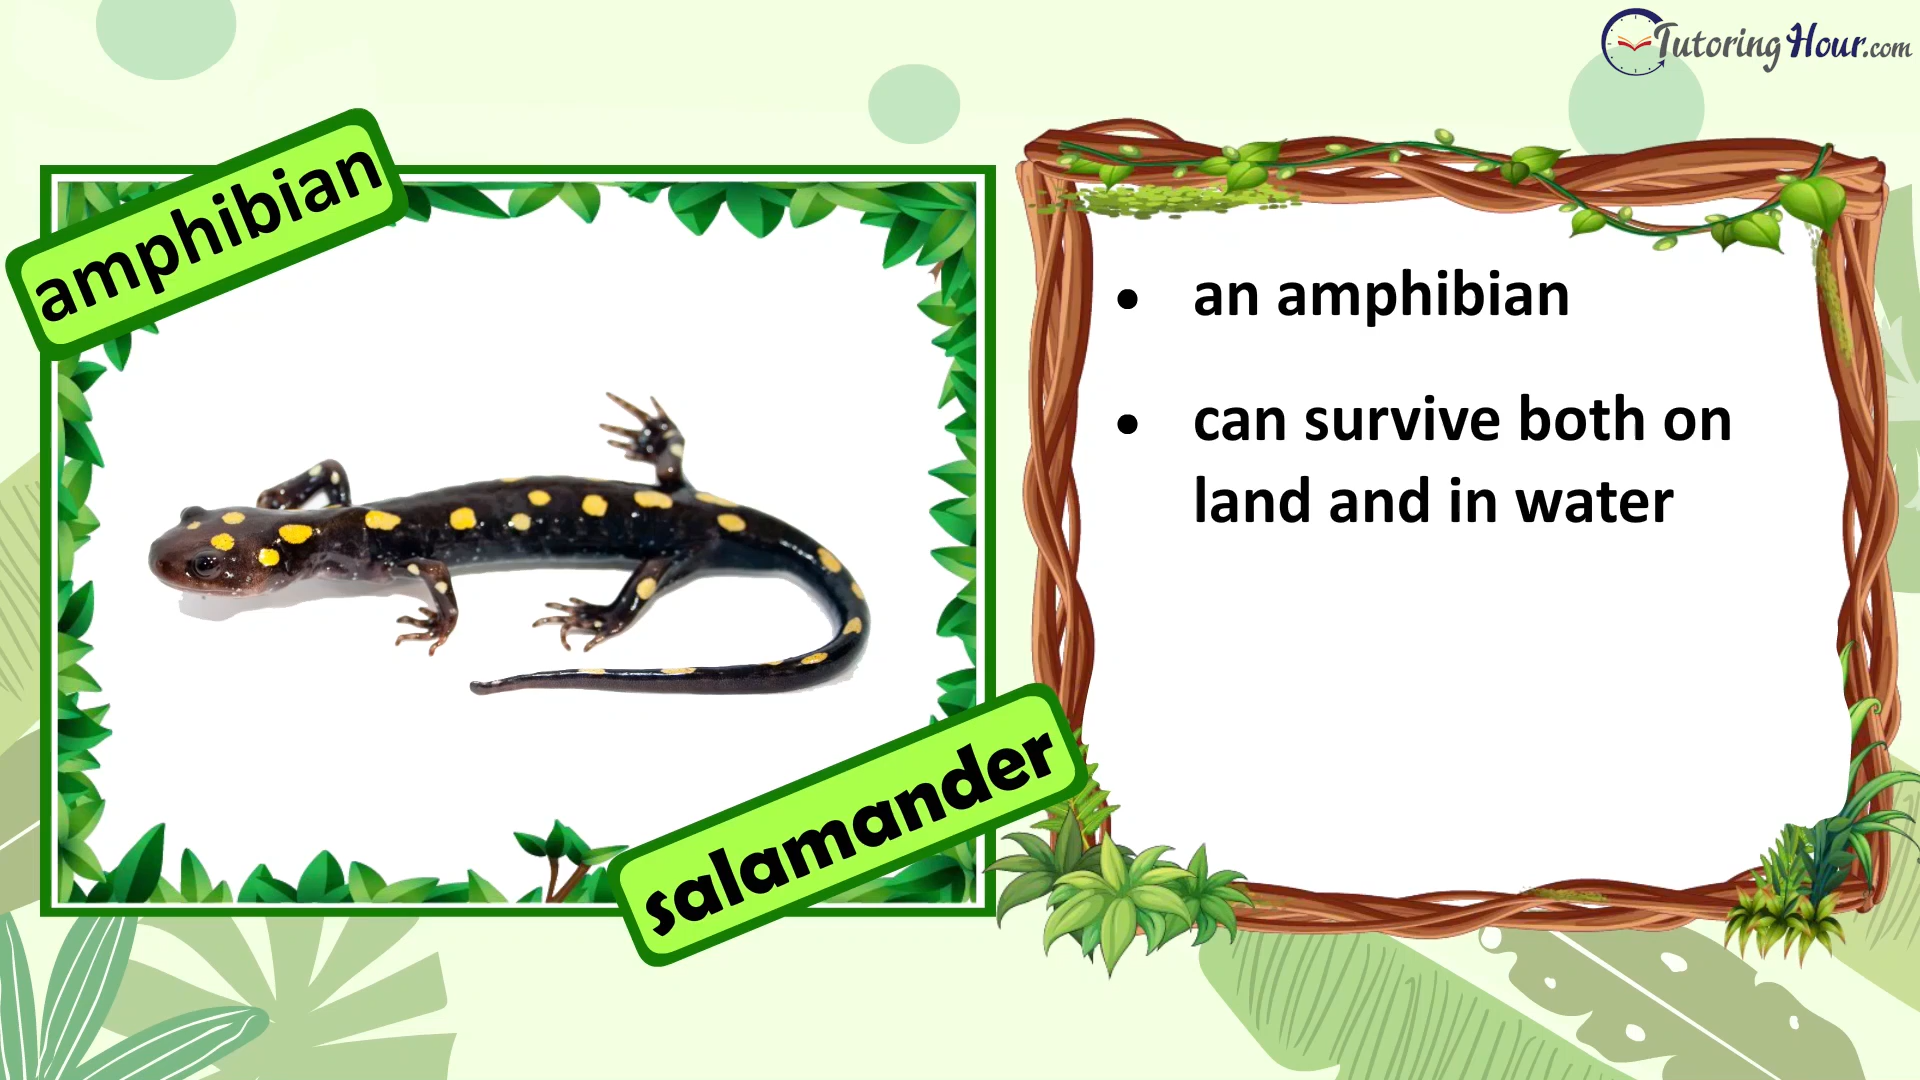 TutoringHour.com
amphibian
salamander
• an amphibian
• can survive both on
land and in water